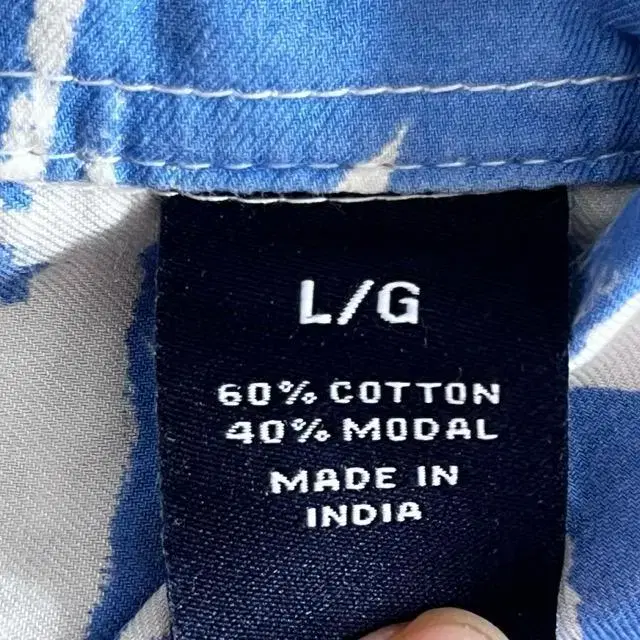 L/G
60% COTTON
40% MODAL
MADE IN
INDIA